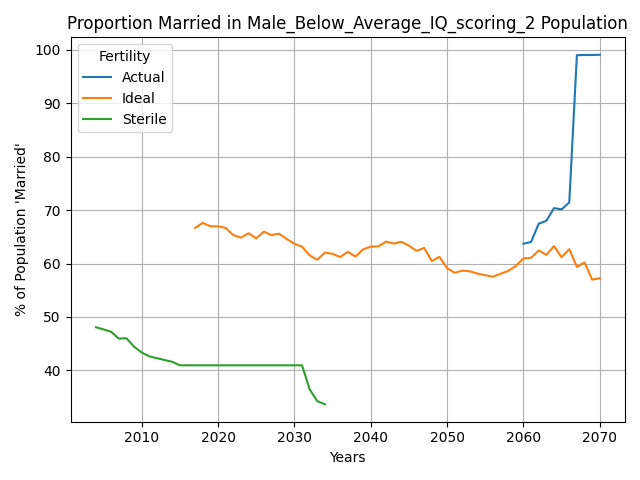 Proportion Married in Male_Below_Average_IQ_scoring_2 Population
% of Population 'Married'
100
90
80
70
60
50
40
Fertility
Actual
Ideal
Sterile
2010 2020 2030 2040 2050 2060 2070
Years